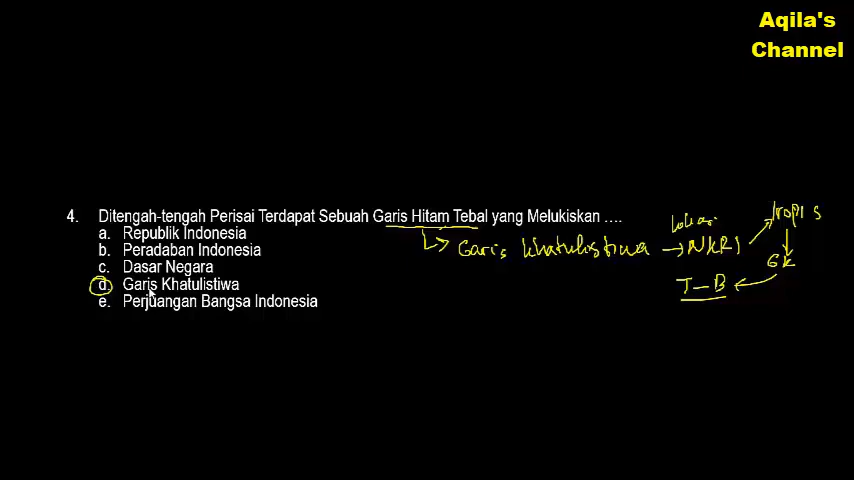 Aqila's
Channel
4. Ditengah-tengah Perisai Terdapat Sebuah Garis Hitam Tebal yang Melukiskan ....
a. Republik Indonesia
b. Peradaban Indonesia
c. Dasar Negara
d. Garis Khatulistiwa
e. Perjuangan Bangsa Indonesia
Garis Khatulistiwa
NKRI
tropis
GK
T-B